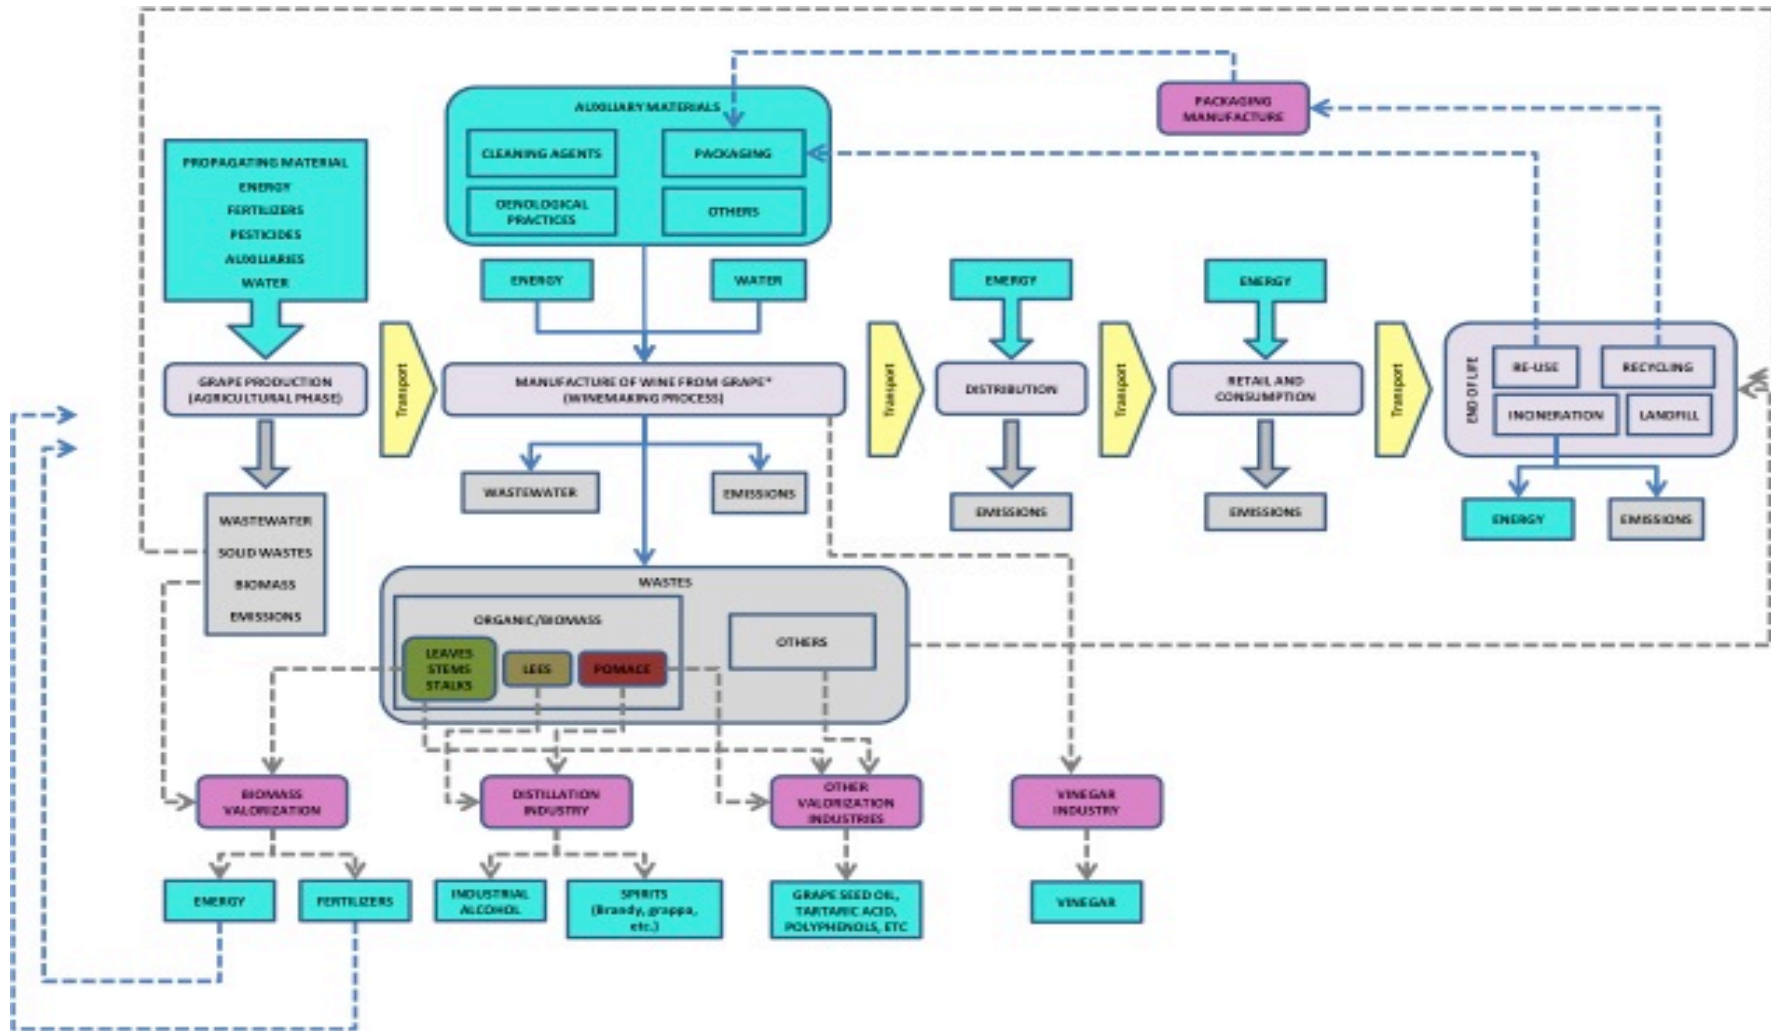 AUXILIARY MATERIALS
CLEANING AGENTS
PACKAGING
OENOLOGICAL
PRACTICES
OTHERS
PACKAGING
MANUFACTURE
PROPAGATING MATERIAL
ENERGY
FERTILIZERS
PESTICIDES
AUXILIARIES
WATER
ENERGY
WATER
ENERGY
ENERGY
GRAPE PRODUCTION
(AGRICULTURAL PHASE)
Transport
MANUFACTURE OF WINE FROM GRAPE*
(WINEMAKING PROCESS)
Transport
DISTRIBUTION
Transport
RETAIL AND
CONSUMPTION
Transport
END OF LIFE
RE-USE
RECYCLING
INCINERATION
LANDFILL
WASTEWATER
SOLID WASTES
BIOMASS
EMISSIONS
WASTEWATER
EMISSIONS
EMISSIONS
EMISSIONS
ENERGY
EMISSIONS
WASTES
ORGANIC/BIOMASS
LEAVES
STEMS
STALKS
LEES
POMACE
OTHERS
BIOMASS
VALORIZATION
DISTILLATION
INDUSTRY
OTHER
VALORIZATION
INDUSTRIES
VINEGAR
INDUSTRY
ENERGY
FERTILIZERS
INDUSTRIAL
ALCOHOL
SPIRITS
(Brandy, grappa,
etc.)
GRAPE SEED OIL,
TARTARIC ACID,
POLYPHENOLS, ETC
VINEGAR